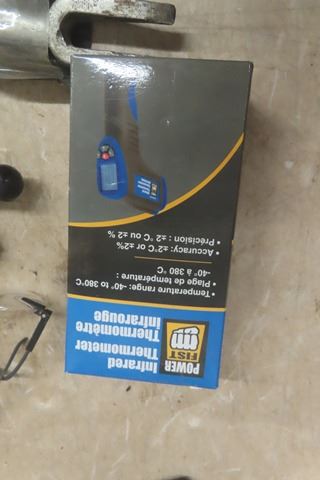 POWER
FIST
Infrared
Thermometer
Thermomètre
Infrarouge
• Temperature range: -40° to 380°C
• Plage de température :
-40° à 380 °C
• Accuracy: ±2°C or ±2%
• Précision : ±2 °C ou ±2 %